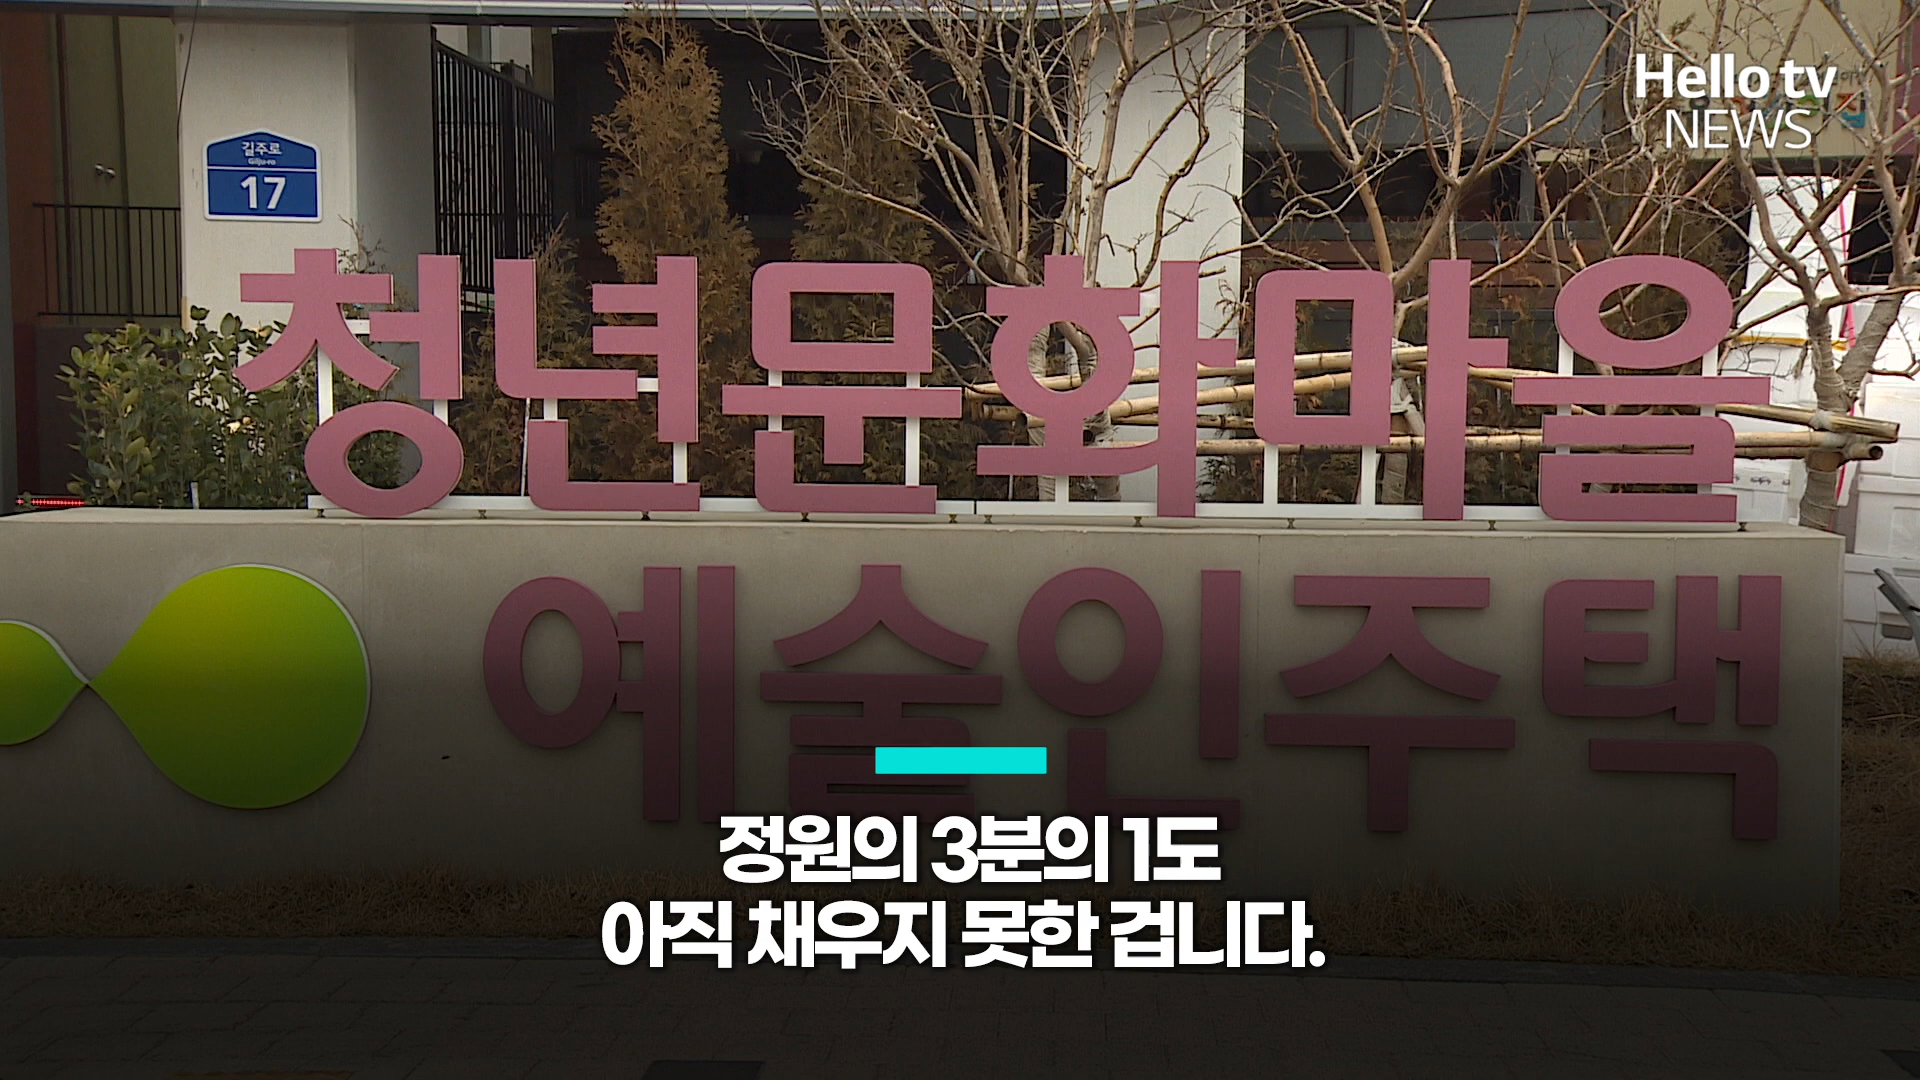 Hello tv
NEWS
길주로
Gilju-ro
17
청년문화마을
예술인주택
정원의 3분의 1도
아직 채우지 못한 겁니다.